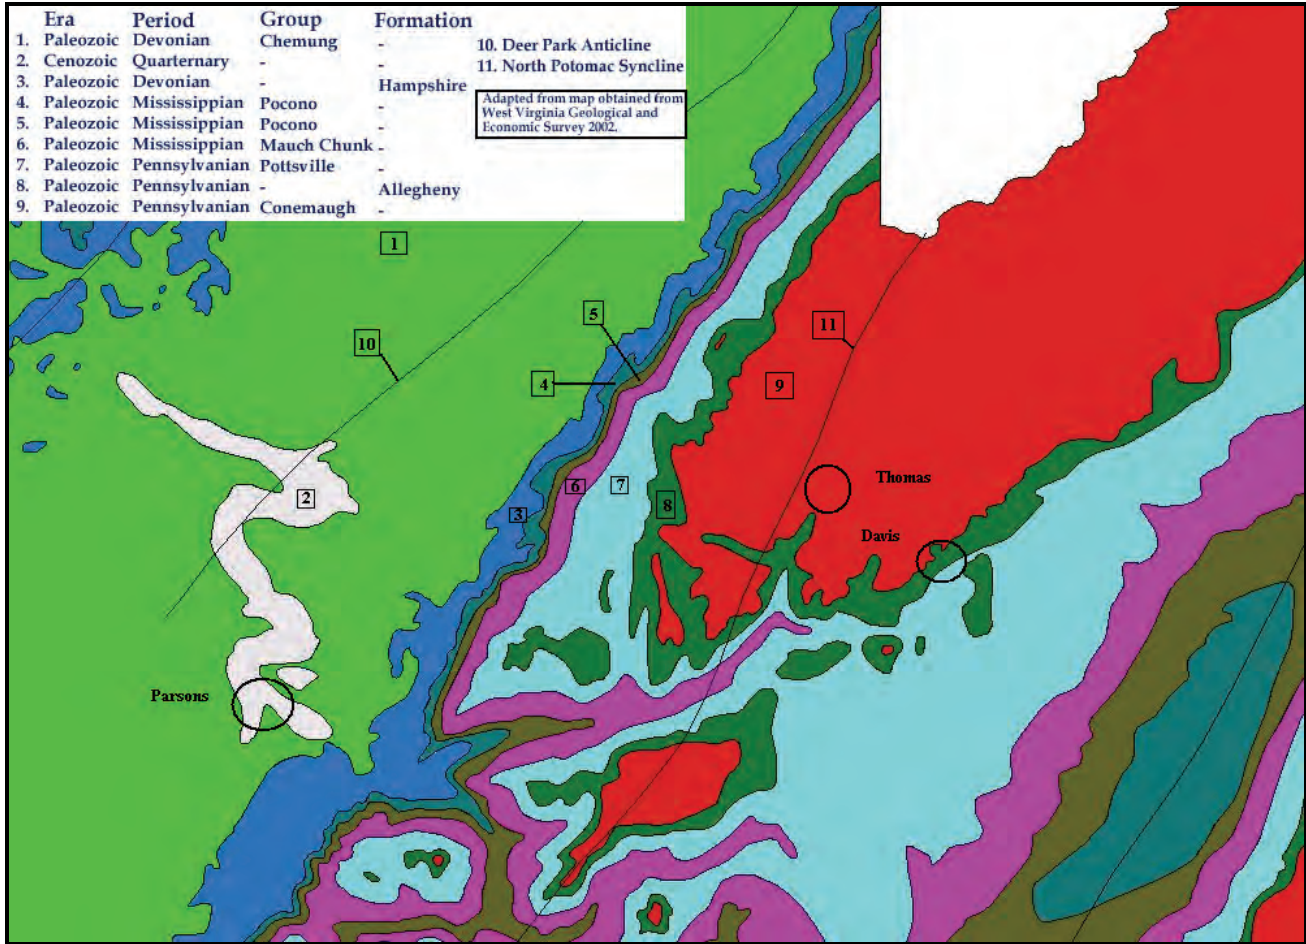 Era Period Group Formation
1. Paleozoic Devonian Chemung -
2. Cenozoic Quarternary - -
3. Paleozoic Devonian - Hampshire
4. Paleozoic Mississippian Pocono -
5. Paleozoic Mississippian Pocono -
6. Paleozoic Mississippian Mauch Chunk -
7. Paleozoic Pennsylvanian Pottsville -
8. Paleozoic Pennsylvanian - Allegheny
9. Paleozoic Pennsylvanian Conemaugh -
10. Deer Park Anticline
11. North Potomac Syncline
Adapted from map obtained from
West Virginia Geological and
Economic Survey 2002.
1
5
11
10
4
9
7
6
2
8
3
Thomas
Davis
Parsons